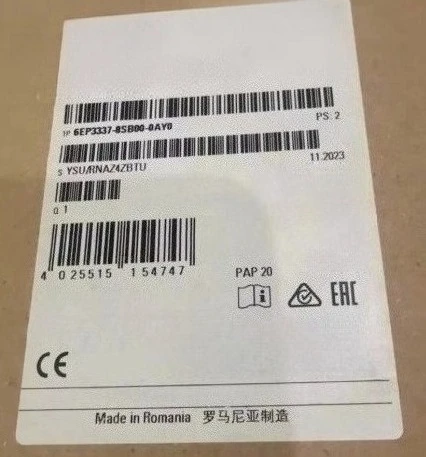 1P 6EP3337-8SB00-0AY0
PS: 2
S YSU/RNAZ4ZBTU
11.2023
Q 1
4 025515 154747
PAP 20
CE
EAC
Made in Romania 罗马尼亚制造